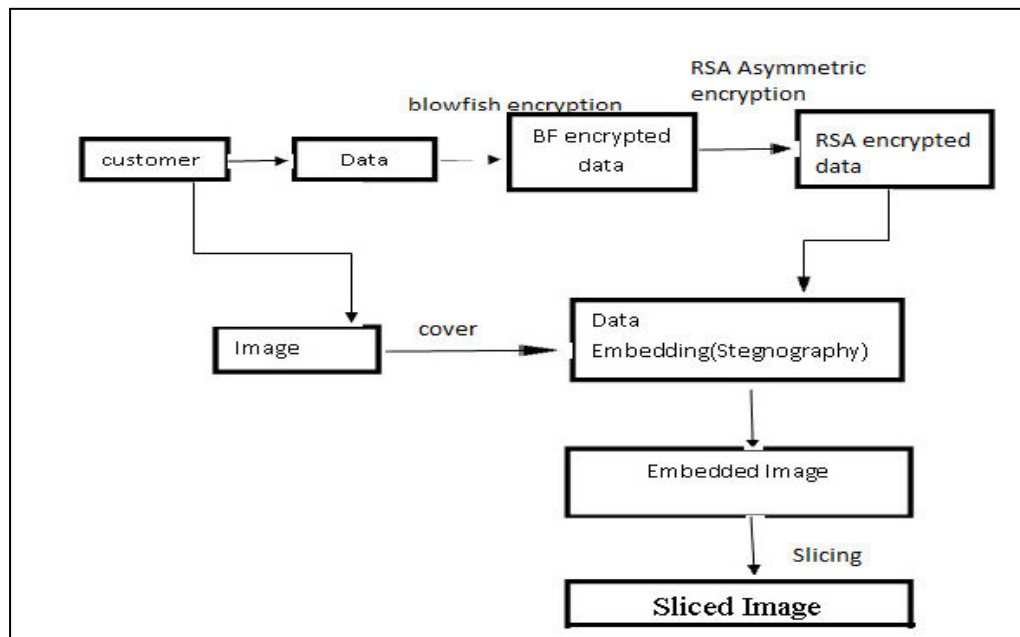 RSA Asymmetric
encryption
blowfish encryption
customer
Data
BF encrypted
data
RSA encrypted
data
Image
cover
Data
Embedding(Stegnography)
Embedded Image
Slicing
Sliced Image